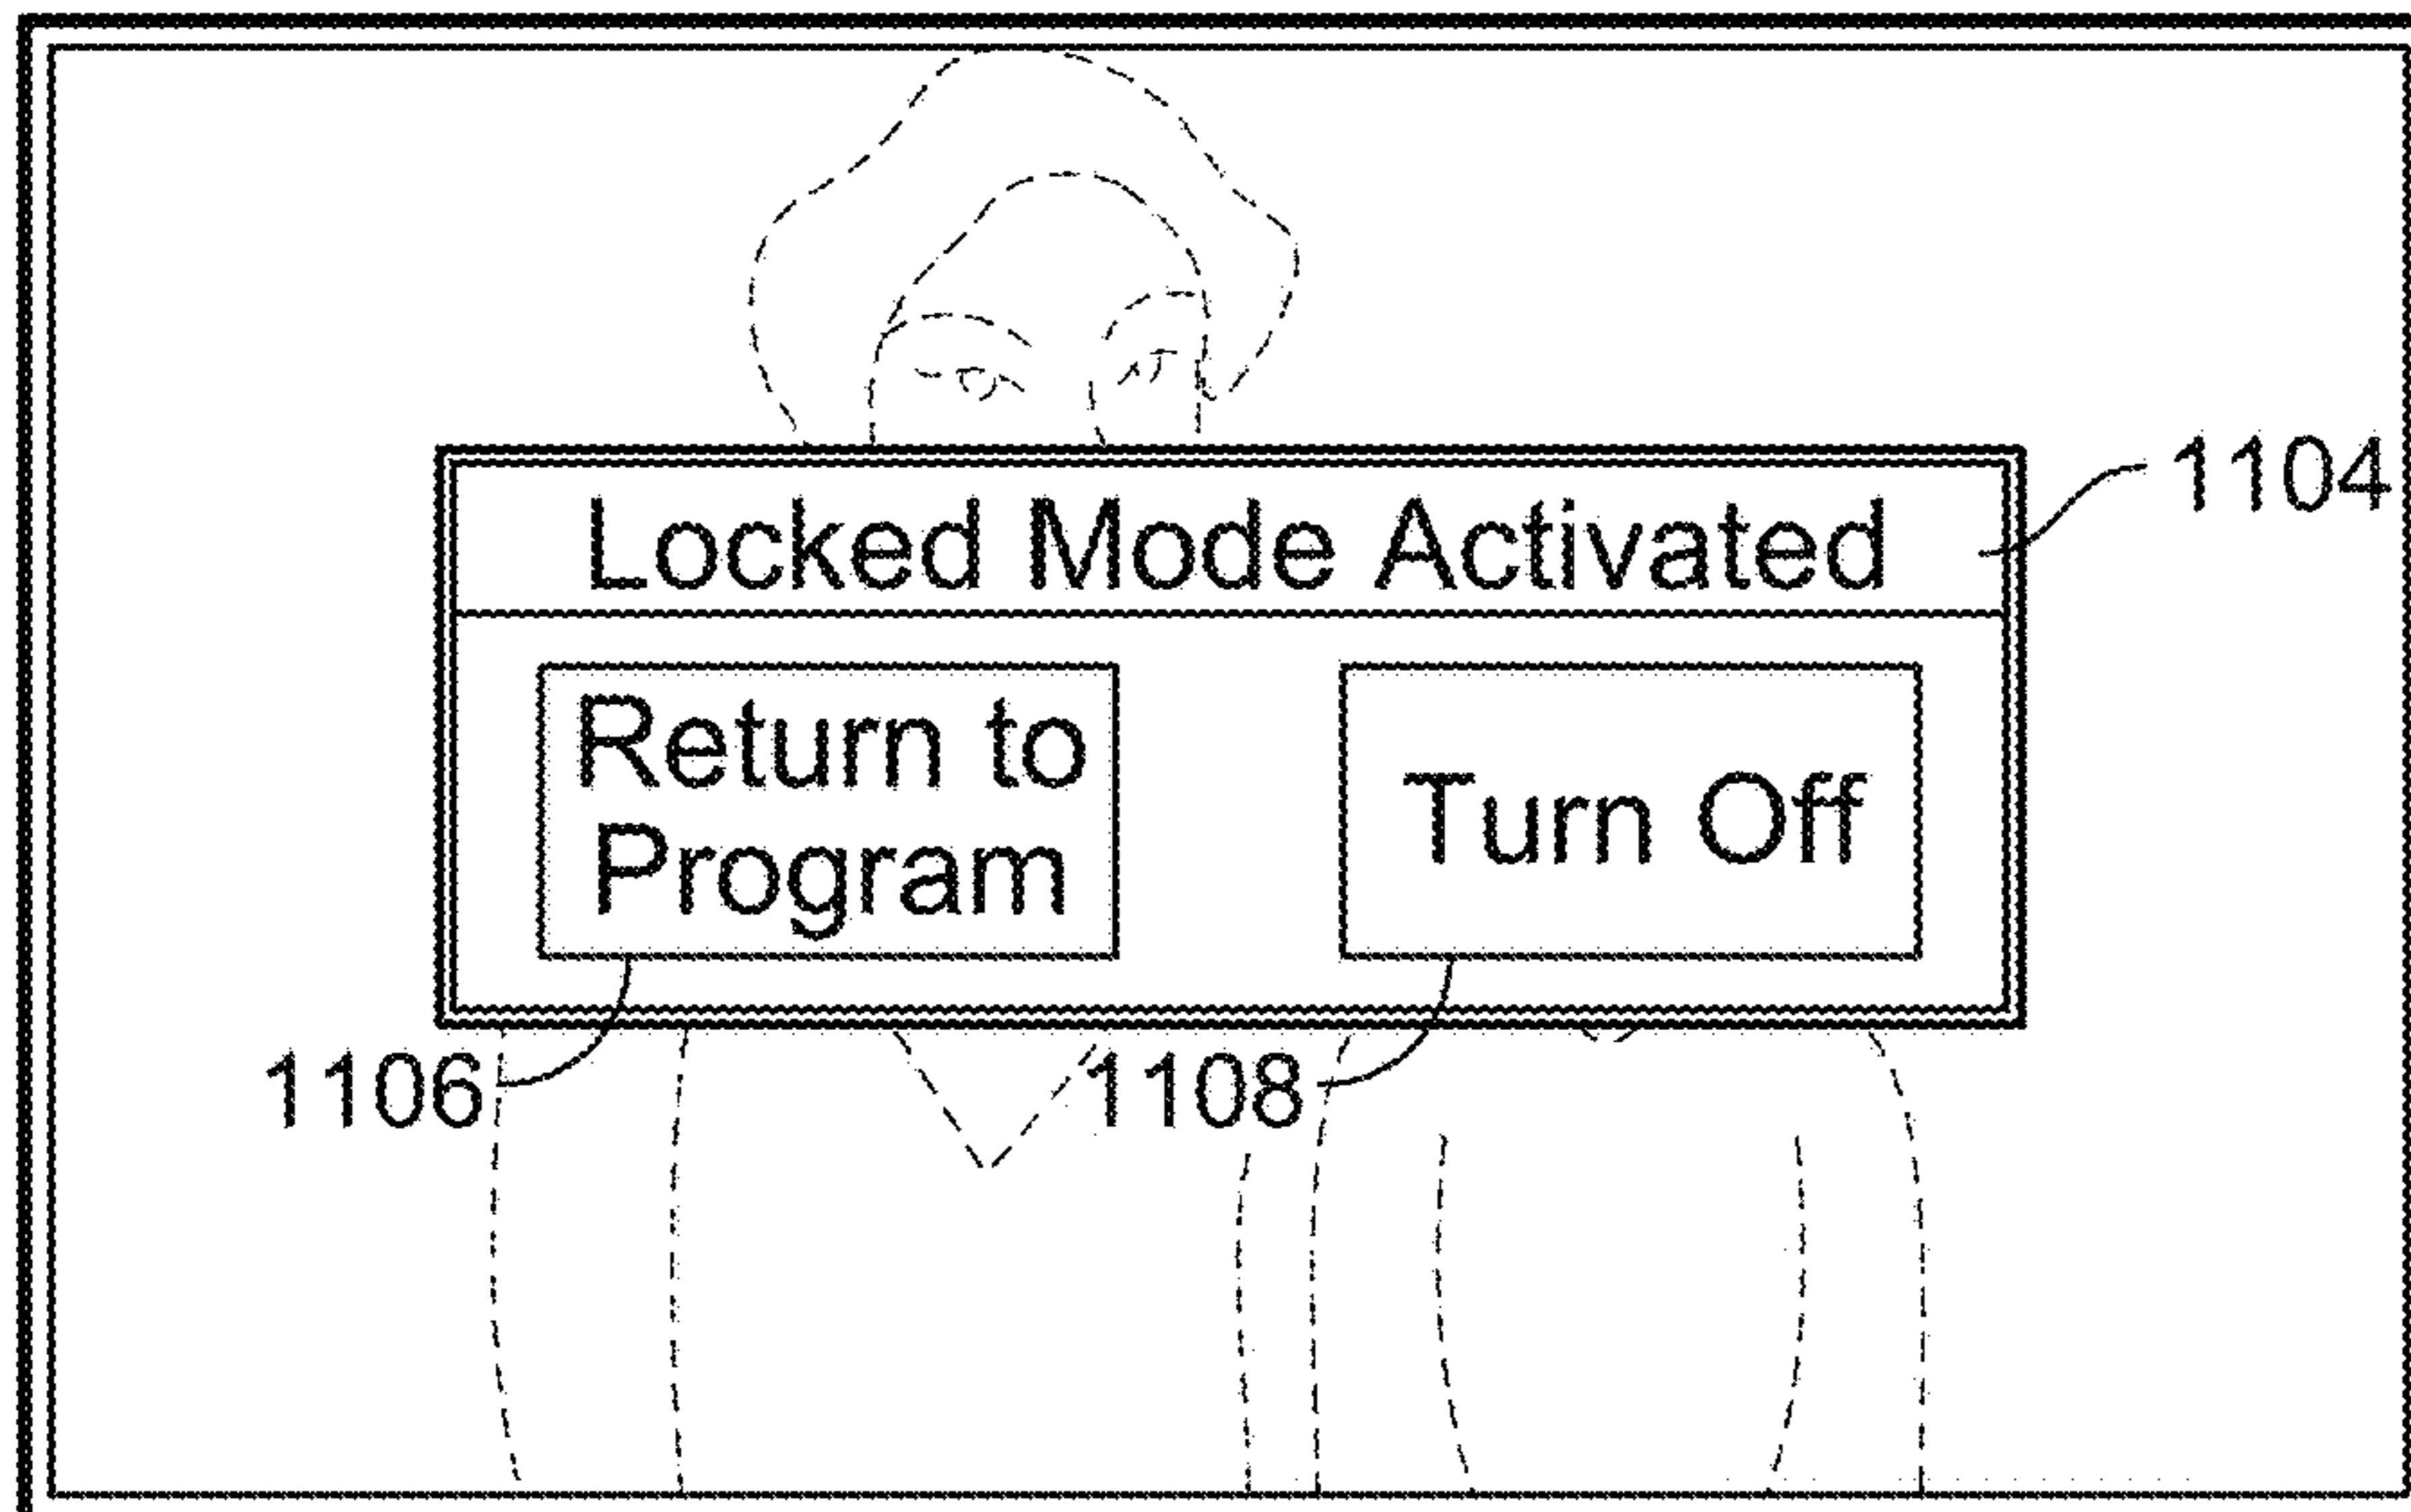 1104
Locked Mode Activated
Return to
Program
Turn Off
1106
1108